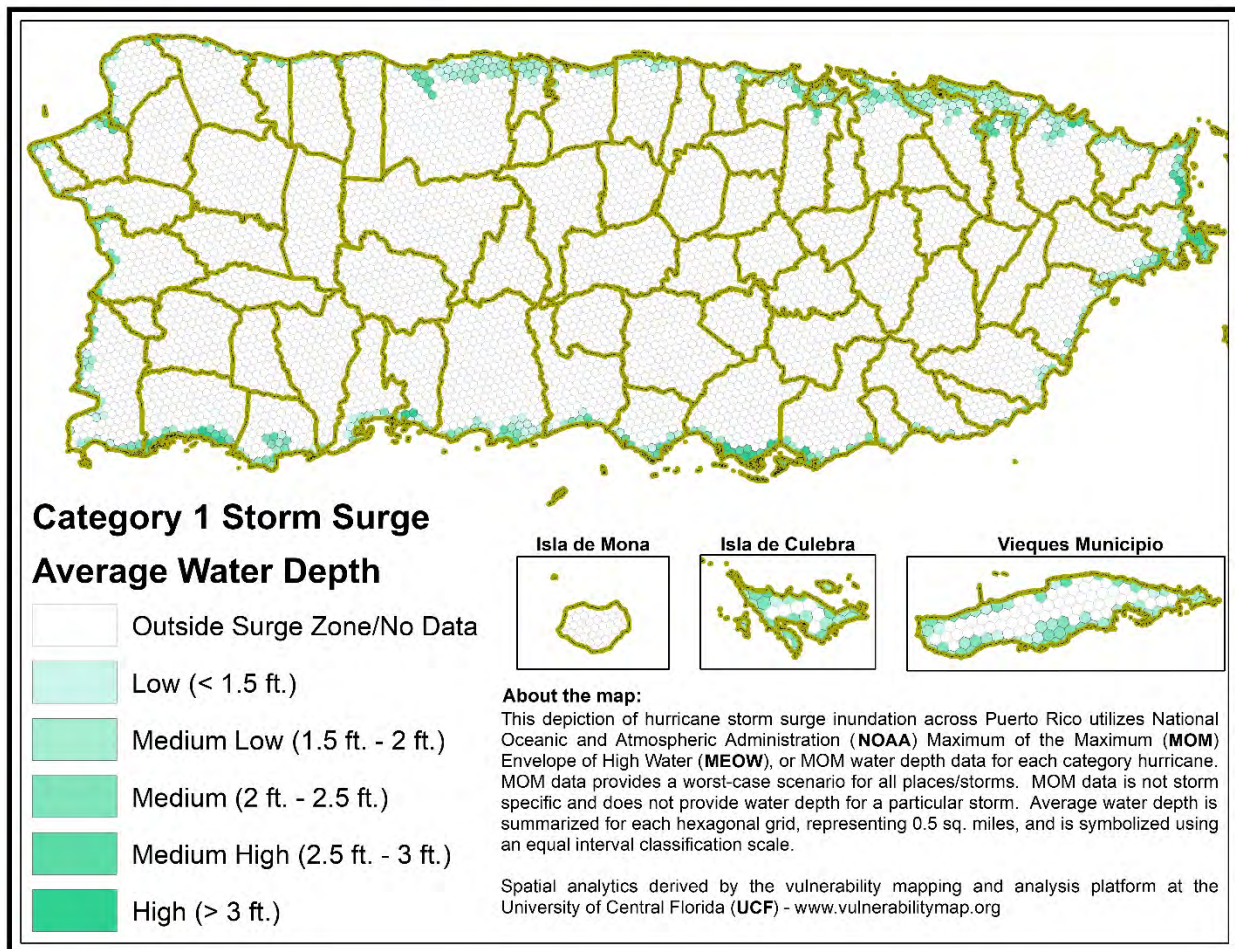 Category 1 Storm Surge
Average Water Depth
Outside Surge Zone/No Data
Low (< 1.5 ft.)
Medium Low (1.5 ft. - 2 ft.)
Medium (2 ft. - 2.5 ft.)
Medium High (2.5 ft. - 3 ft.)
High (> 3 ft.)
Isla de Mona
Isla de Culebra
Vieques Municipio
About the map:
This depiction of hurricane storm surge inundation across Puerto Rico utilizes National
Oceanic and Atmospheric Administration (NOAA) Maximum of the Maximum (MOM)
Envelope of High Water (MEOW), or MOM water depth data for each category hurricane.
MOM data provides a worst-case scenario for all places/storms. MOM data is not storm
specific and does not provide water depth for a particular storm. Average water depth is
summarized for each hexagonal grid, representing 0.5 sq. miles, and is symbolized using
an equal interval classification scale.
Spatial analytics derived by the vulnerability mapping and analysis platform at the
University of Central Florida (UCF) - www.vulnerabilitymap.org